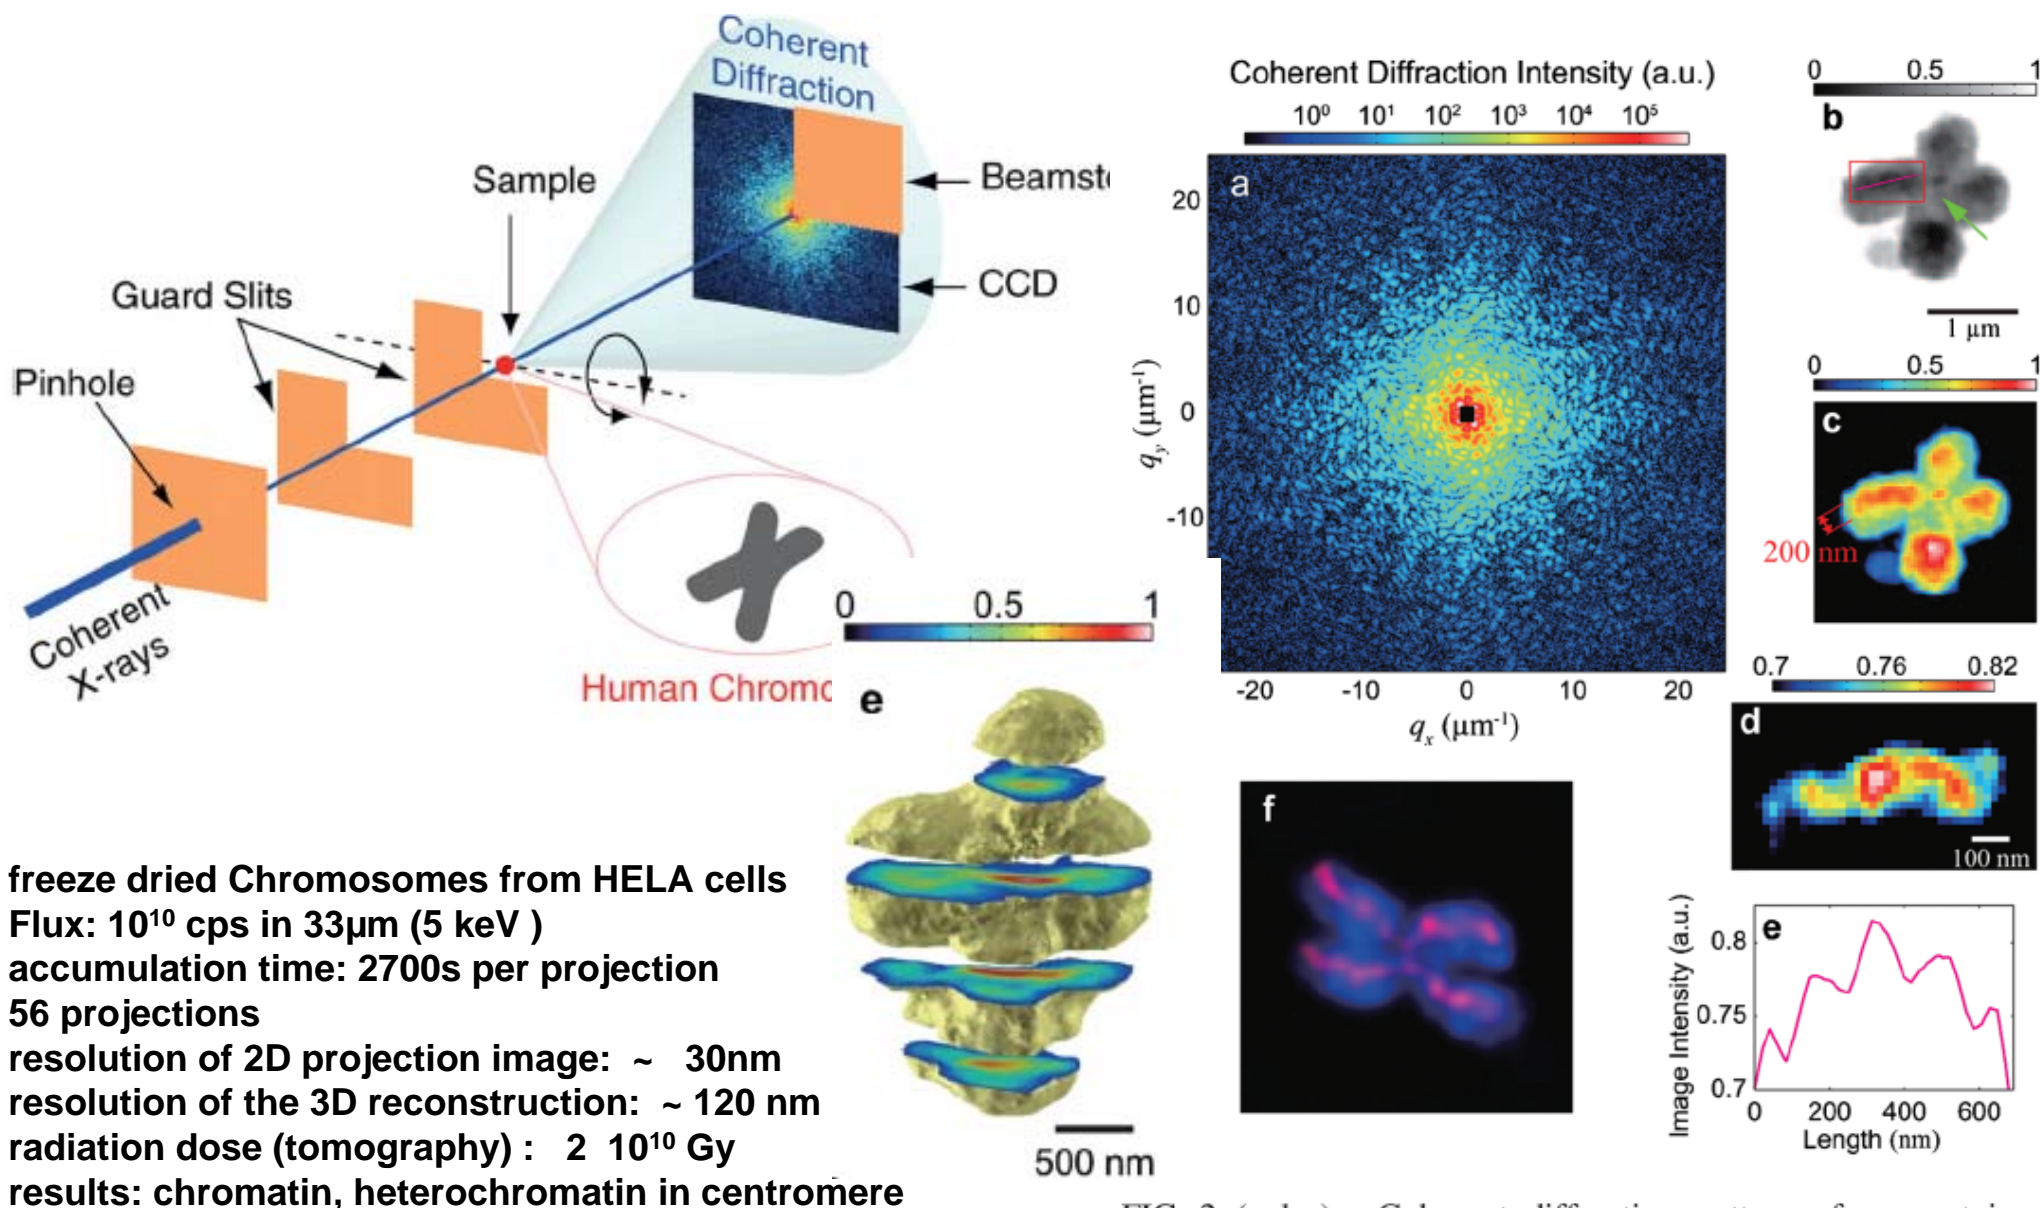 Coherent
Diffraction
Sample
CCD
Guard Slits
Pinhole
Coherent
X-rays
Human Chromo
0 0.5 1
e
500 nm
freeze dried Chromosomes from HELA cells
Flux: 10¹⁰ cps in 33µm (5 keV )
accumulation time: 2700s per projection
56 projections
resolution of 2D projection image: ~ 30nm
resolution of the 3D reconstruction: ~ 120 nm
radiation dose (tomography) : 2 10¹⁰ Gy
results: chromatin, heterochromatin in centromere
Coherent Diffraction Intensity (a.u.)
10⁰ 10¹ 10² 10³ 10⁴ 10⁵
a
20
10
0
-10
qy (µm⁻¹)
-20 -10 0 10 20
qx (µm⁻¹)
0 0.5 1
b
1 µm
0 0.5 1
c
200 nm
0.7 0.76 0.82
d
100 nm
f
e
Image Intensity (a.u.)
0.8
0.75
0.7
0 200 400 600
Length (nm)